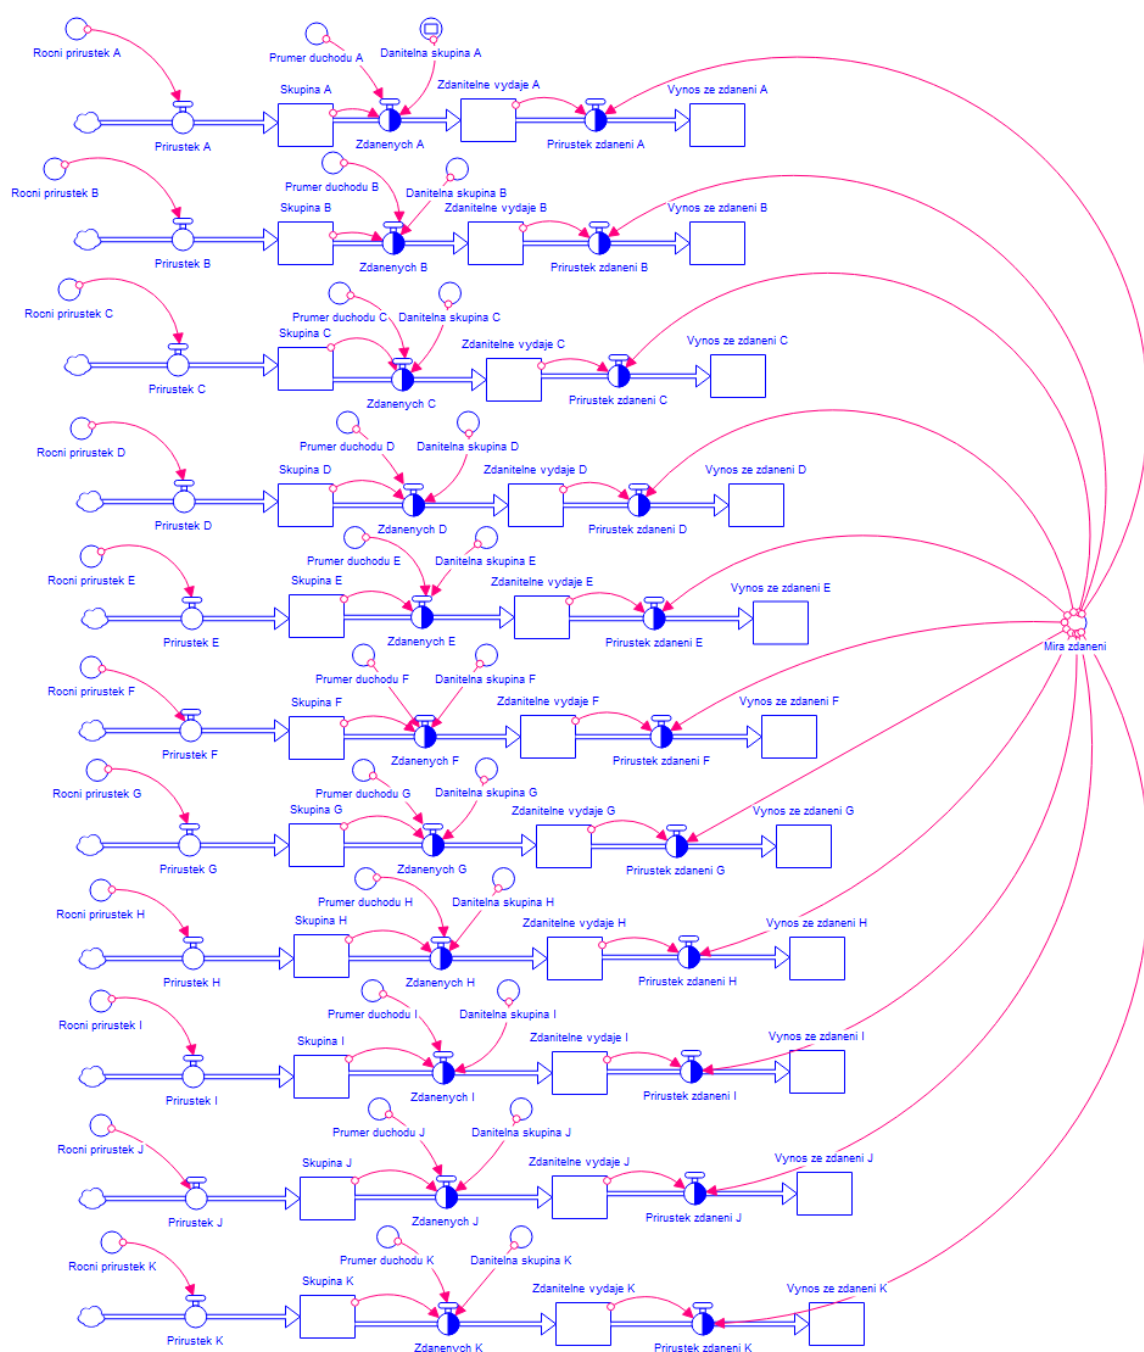 Rocni prirustek A
Prumer duchodu A
Danitelna skupina A
Skupina A
Zdanitelne vydaje A
Vynos ze zdaneni A
Prirustek A
Zdanenych A
Prirustek zdaneni A
Rocni prirustek B
Prumer duchodu B
Danitelna skupina B
Skupina B
Zdanitelne vydaje B
Vynos ze zdaneni B
Prirustek B
Zdanenych B
Prirustek zdaneni B
Rocni prirustek C
Prumer duchodu C
Danitelna skupina C
Skupina C
Zdanitelne vydaje C
Vynos ze zdaneni C
Prirustek C
Zdanenych C
Prirustek zdaneni C
Rocni prirustek D
Prumer duchodu D
Danitelna skupina D
Skupina D
Zdanitelne vydaje D
Vynos ze zdaneni D
Prirustek D
Zdanenych D
Prirustek zdaneni D
Rocni prirustek E
Prumer duchodu E
Danitelna skupina E
Skupina E
Zdanitelne vydaje E
Vynos ze zdaneni E
Prirustek E
Zdanenych E
Prirustek zdaneni E
Mira zdaneni
Rocni prirustek F
Prumer duchodu F
Danitelna skupina F
Skupina F
Zdanitelne vydaje F
Vynos ze zdaneni F
Prirustek F
Zdanenych F
Prirustek zdaneni F
Rocni prirustek G
Prumer duchodu G
Danitelna skupina G
Skupina G
Zdanitelne vydaje G
Vynos ze zdaneni G
Prirustek G
Zdanenych G
Prirustek zdaneni G
Rocni prirustek H
Prumer duchodu H
Danitelna skupina H
Skupina H
Zdanitelne vydaje H
Vynos ze zdaneni H
Prirustek H
Zdanenych H
Prirustek zdaneni H
Rocni prirustek I
Prumer duchodu I
Danitelna skupina I
Skupina I
Zdanitelne vydaje I
Vynos ze zdaneni I
Prirustek I
Zdanenych I
Prirustek zdaneni I
Rocni prirustek J
Prumer duchodu J
Danitelna skupina J
Skupina J
Zdanitelne vydaje J
Vynos ze zdaneni J
Prirustek J
Zdanenych J
Prirustek zdaneni J
Rocni prirustek K
Prumer duchodu K
Danitelna skupina K
Skupina K
Zdanitelne vydaje K
Vynos ze zdaneni K
Prirustek K
Zdanenych K
Prirustek zdaneni K